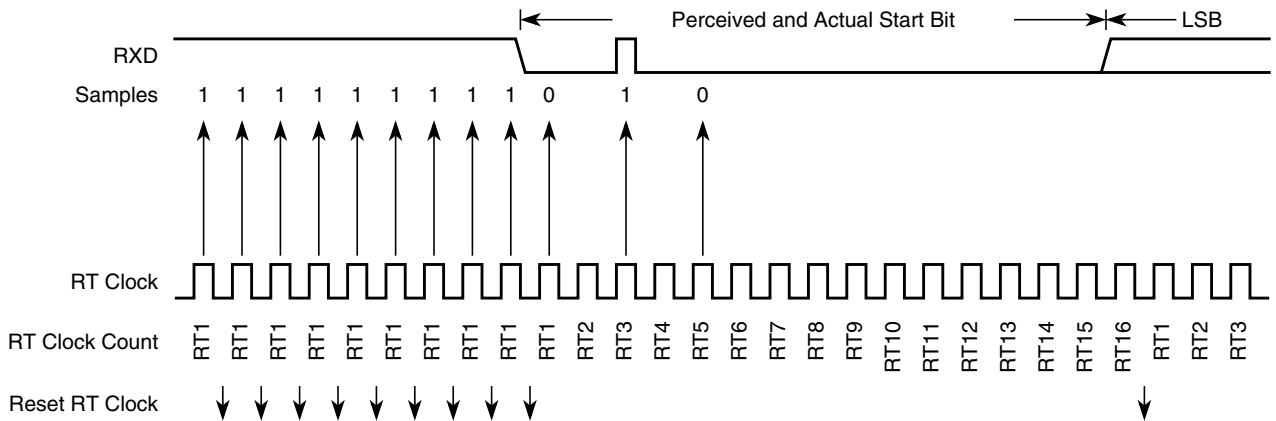 Perceived and Actual Start Bit LSB
RXD
Samples 1 1 1 1 1 1 1 1 1 0 1 0
RT Clock
RT Clock Count RT1 RT1 RT1 RT1 RT1 RT1 RT1 RT1 RT1 RT1 RT2 RT3 RT4 RT5 RT6 RT7 RT8 RT9 RT10 RT11 RT12 RT13 RT14 RT15 RT16 RT1 RT2 RT3
Reset RT Clock